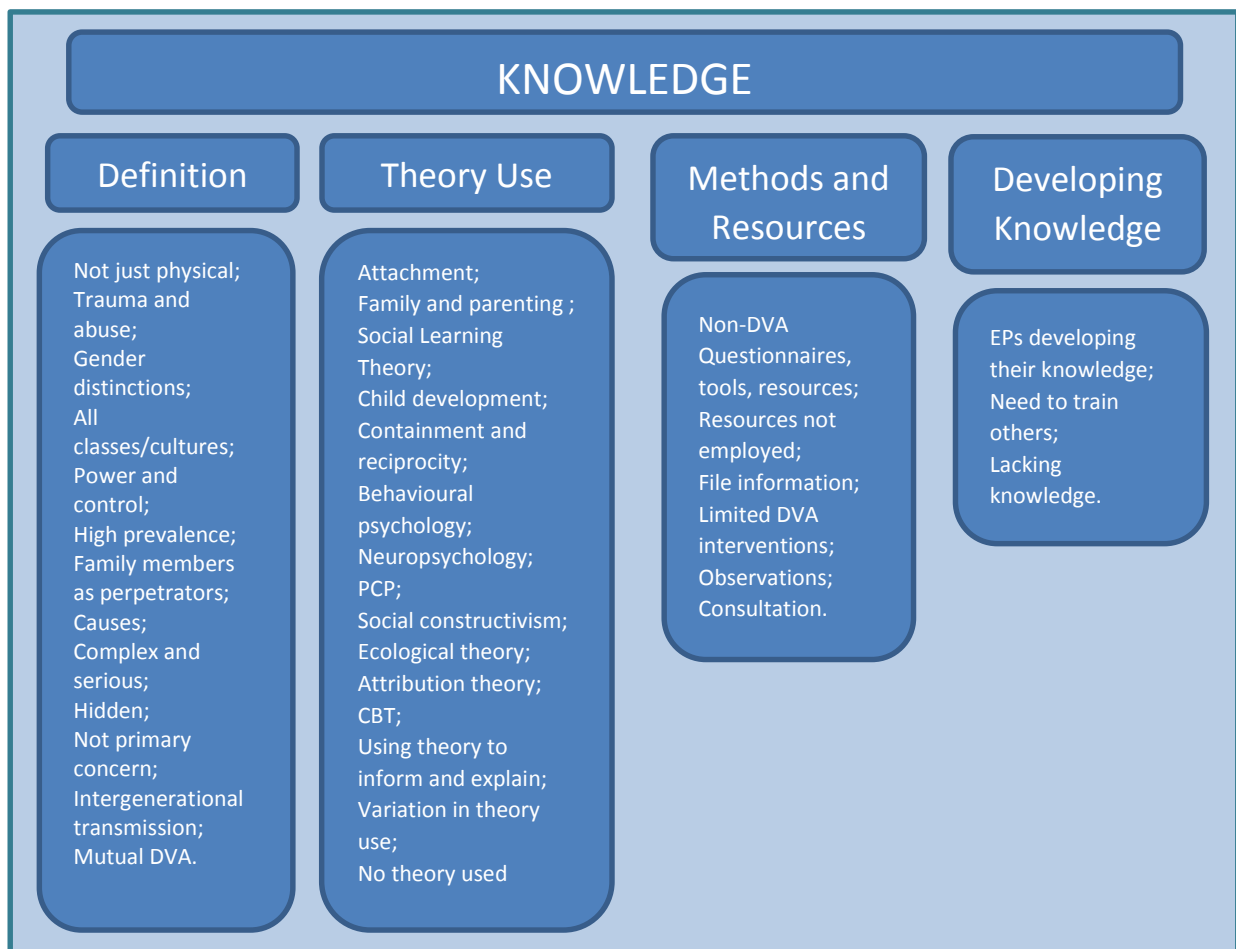 KNOWLEDGE
Definition
Not just physical;
Trauma and
abuse;
Gender
distinctions;
All
classes/cultures;
Power and
control;
High prevalence;
Family members
as perpetrators;
Causes;
Complex and
serious;
Hidden;
Not primary
concern;
Intergenerational
transmission;
Mutual DVA.
Theory Use
Attachment;
Family and parenting ;
Social Learning
Theory;
Child development;
Containment and
reciprocity;
Behavioural
psychology;
Neuropsychology;
PCP;
Social constructivism;
Ecological theory;
Attribution theory;
CBT;
Using theory to
inform and explain;
Variation in theory
use;
No theory used
Methods and
Resources
Non-DVA
Questionnaires,
tools, resources;
Resources not
employed;
File information;
Limited DVA
interventions;
Observations;
Consultation.
Developing
Knowledge
EPs developing
their knowledge;
Need to train
others;
Lacking
knowledge.